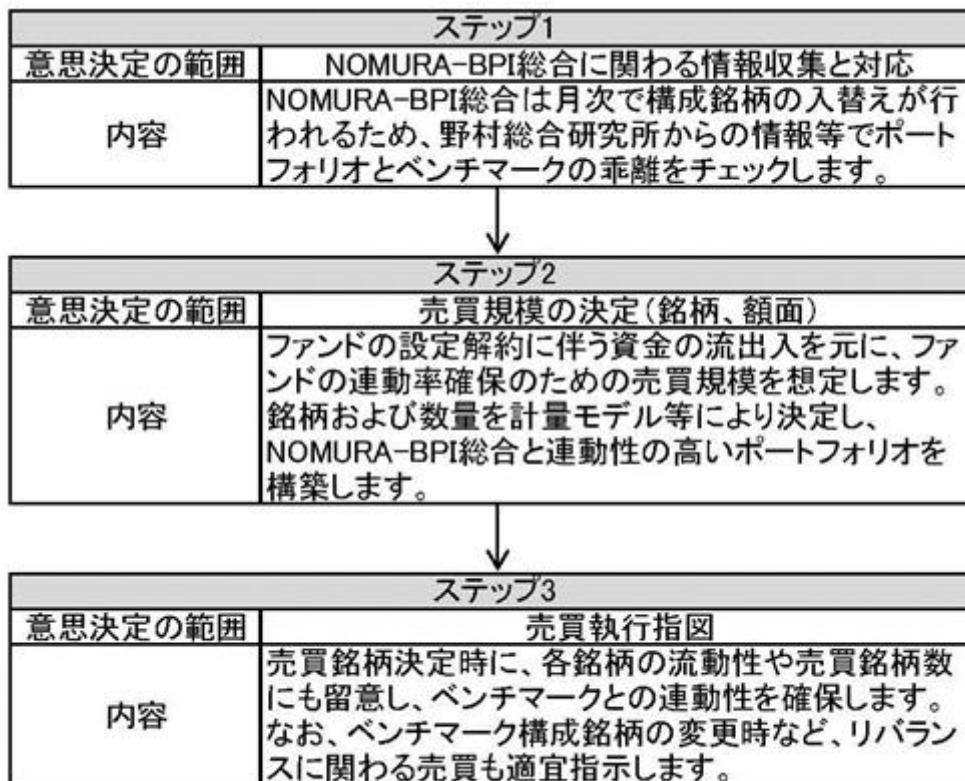 ステップ1
意思決定の範囲 NOMURA-BPI総合に関わる情報収集と対応
内容
NOMURA-BPI総合は月次で構成銘柄の入替えが行
われるため、野村総合研究所からの情報等でポート
フォリオとベンチマークの乖離をチェックします。
ステップ2
意思決定の範囲 売買規模の決定(銘柄、額面)
内容
ファンドの設定解約に伴う資金の流出入を元に、ファ
ンドの連動率確保のための売買規模を想定します。
銘柄および数量を計量モデル等により決定し、
NOMURA-BPI総合と連動性の高いポートフォリオを
構築します。
ステップ3
意思決定の範囲 売買執行指図
内容
売買銘柄決定時に、各銘柄の流動性や売買銘柄数
にも留意し、ベンチマークとの連動性を確保します。
なお、ベンチマーク構成銘柄の変更時など、リバラン
スに関わる売買も適宜指示します。